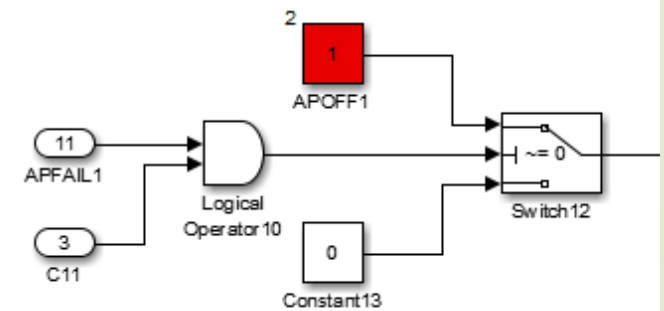 2
1
APOFF1
11
APFAIL1
Logical
Operator10
~= 0
Switch12
3
C11
0
Constant13